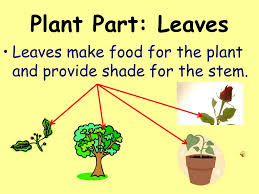 Plant Part: Leaves
• Leaves make food for the plant
and provide shade for the stem.